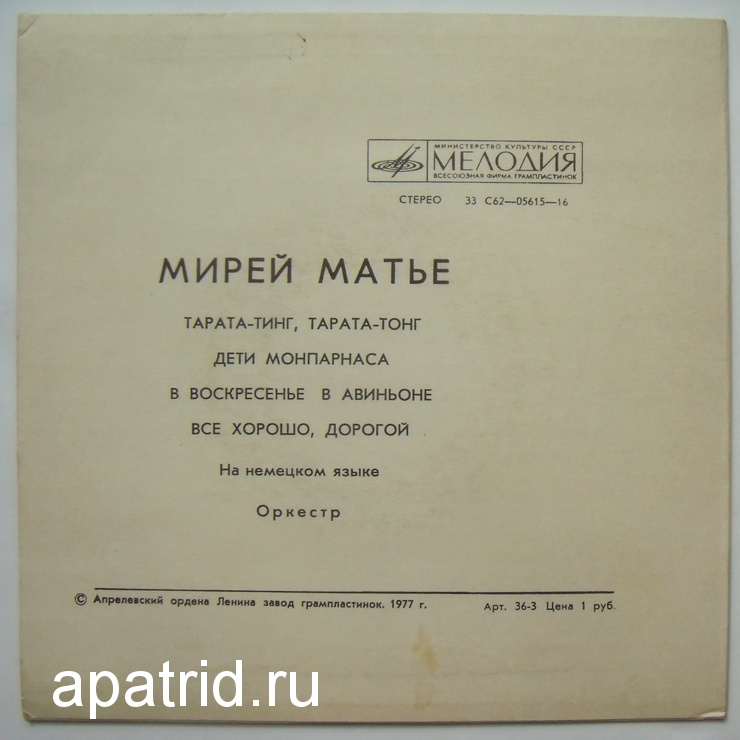 МИНИСТЕРСТВО КУЛЬТУРЫ СССР
МЕЛОДИЯ
ВСЕСОЮЗНАЯ ФИРМА ГРАМПЛАСТИНОК
СТЕРЕО 33 С62—05615—16
МИРЕЙ МАТЬЕ
ТАРАТА-ТИНГ, ТАРАТА-ТОНГ
ДЕТИ МОНПАРНАСА
В ВОСКРЕСЕНЬЕ В АВИНЬОНЕ
ВСЕ ХОРОШО, ДОРОГОЙ
На немецком языке
Оркестр
© Апрелевский ордена Ленина завод грампластинок. 1977 г. Арт. 36-3 Цена 1 руб.
apatrid.ru